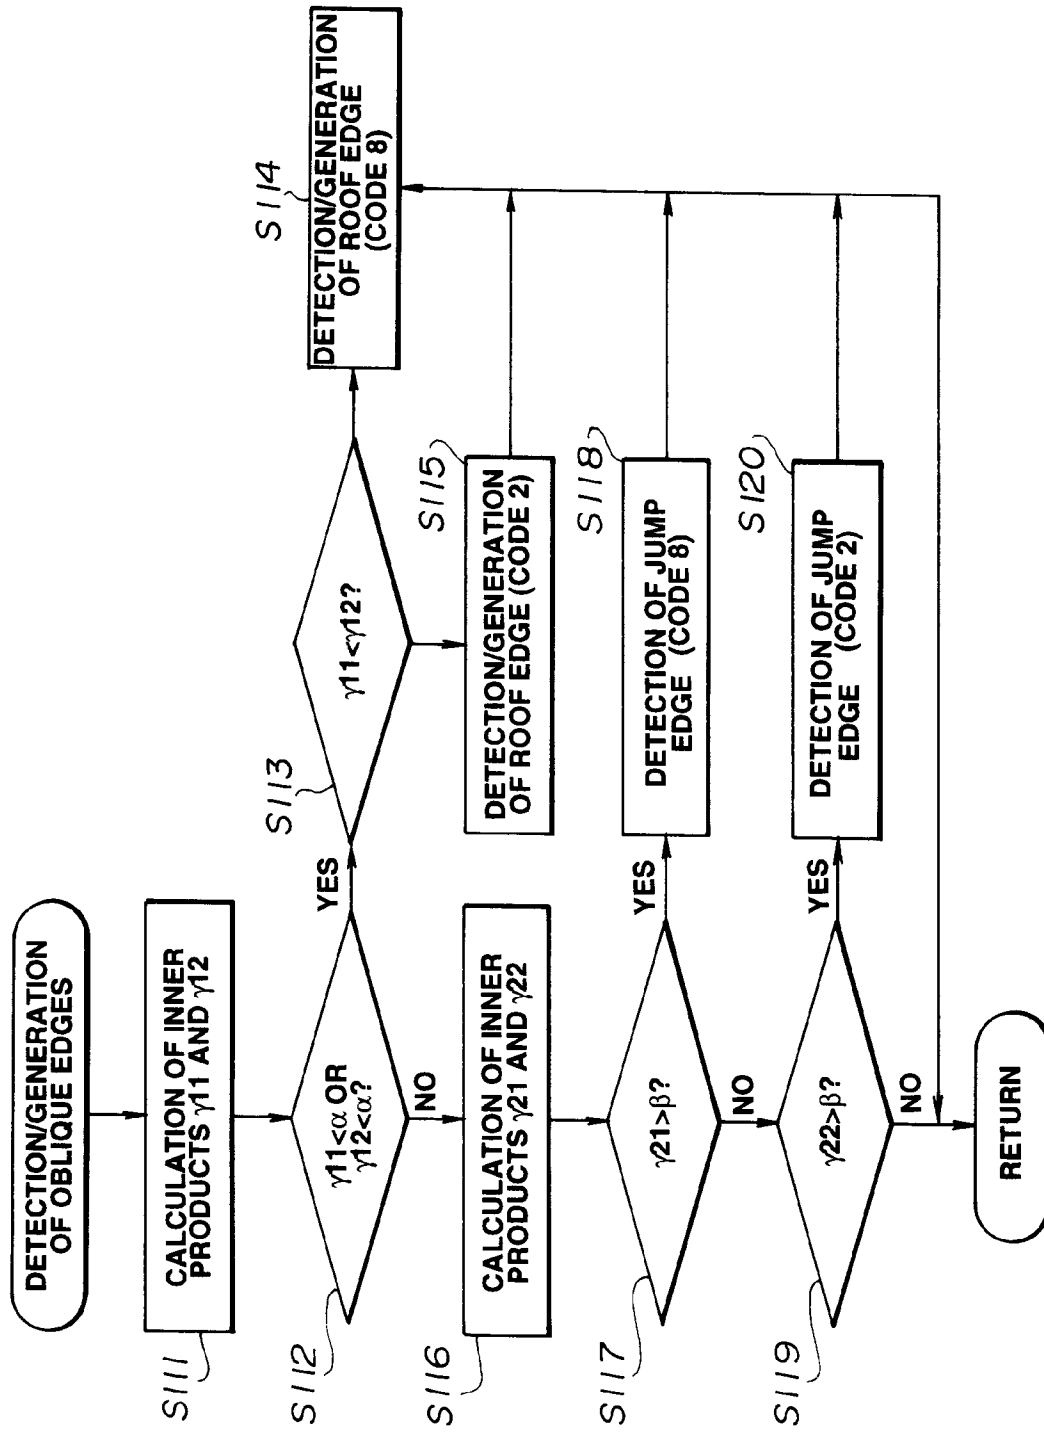 DETECTION/GENERATION
OF OBLIQUE EDGES
S111
CALCULATION OF INNER
PRODUCTS γ11 AND γ12
S112
γ11<α OR
γ12<α?
YES
NO
S113
γ11<γ12?
S114
DETECTION/GENERATION
OF ROOF EDGE
(CODE 8)
S115
DETECTION/GENERATION
OF ROOF EDGE (CODE 2)
S116
CALCULATION OF INNER
PRODUCTS γ21 AND γ22
S117
γ21>β?
YES
NO
S118
DETECTION OF JUMP
EDGE (CODE 8)
S119
γ22>β?
YES
NO
S120
DETECTION OF JUMP
EDGE (CODE 2)
RETURN